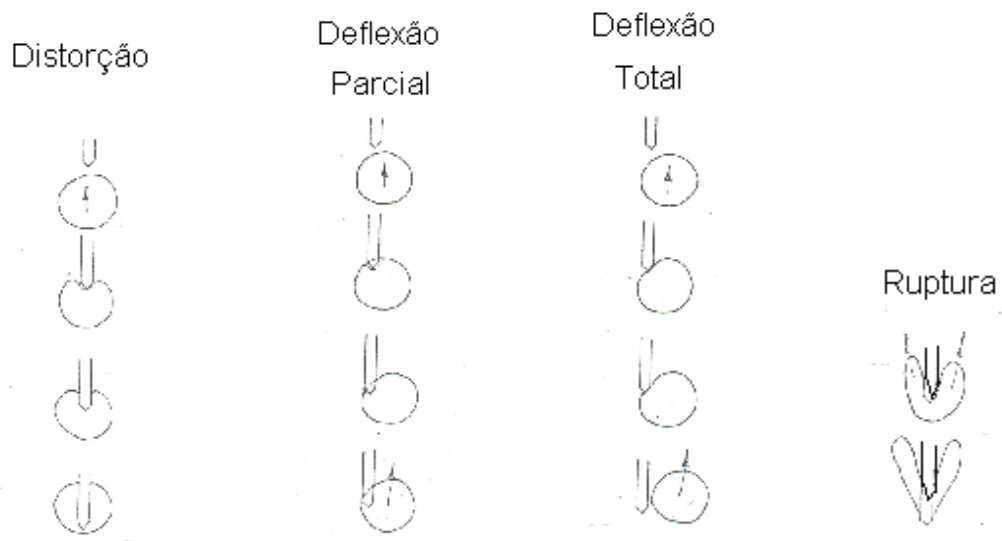 Distorção
Deflexão
Parcial
Deflexão
Total
Ruptura